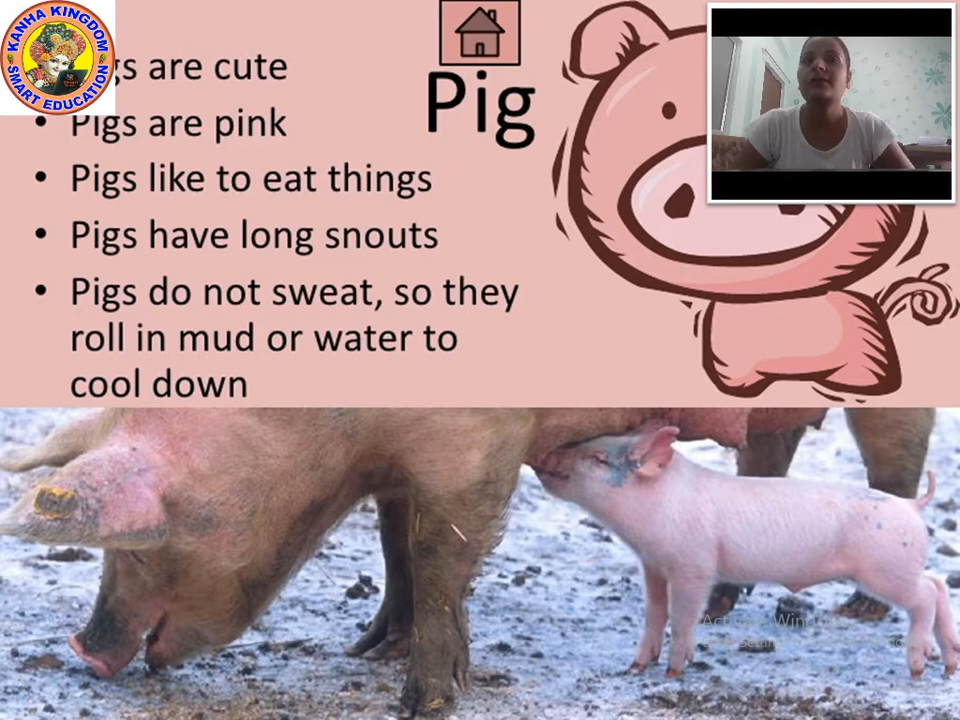 KANHA KINGDOM
SMART EDUCATION
Pig
are cute
• Pigs are pink
• Pigs like to eat things
• Pigs have long snouts
• Pigs do not sweat, so they
roll in mud or water to
cool down